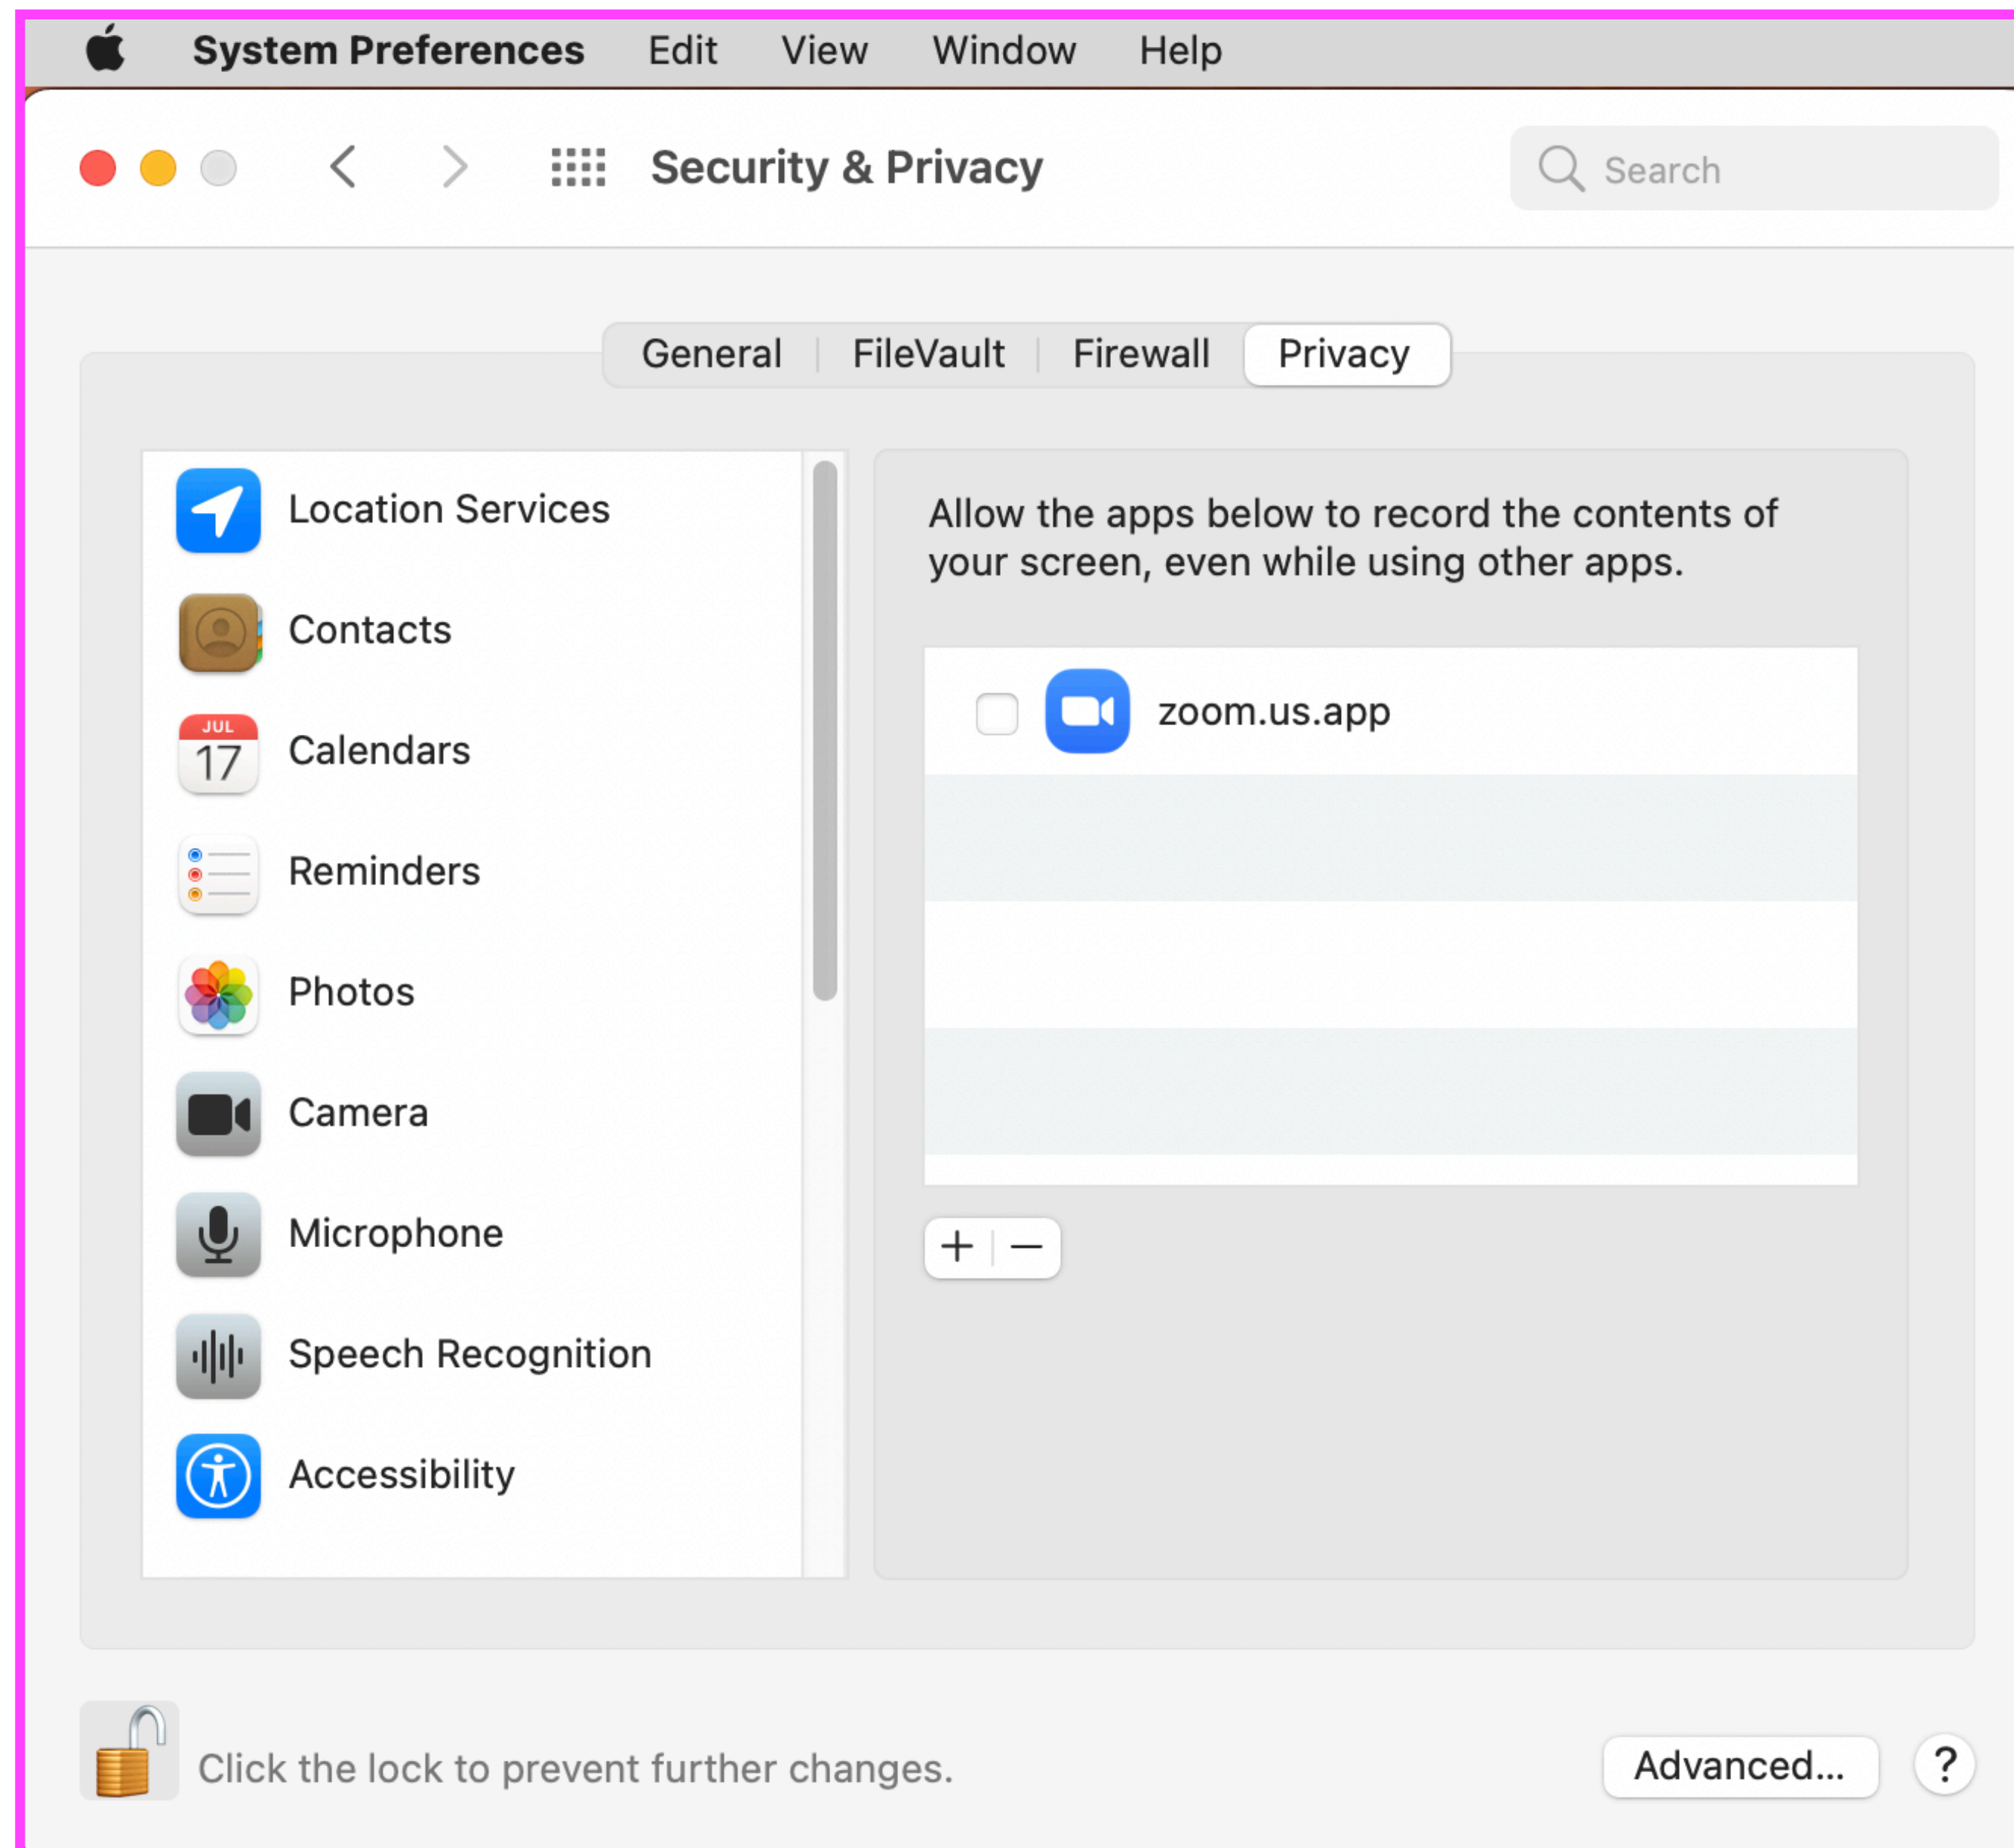 System Preferences Edit View Window Help
Security & Privacy
Search
General FileVault Firewall Privacy
Location Services
Contacts
JUL
17
Calendars
Reminders
Photos
Camera
Microphone
Speech Recognition
Accessibility
Allow the apps below to record the contents of
your screen, even while using other apps.
zoom.us.app
+ −
Click the lock to prevent further changes.
Advanced...
?